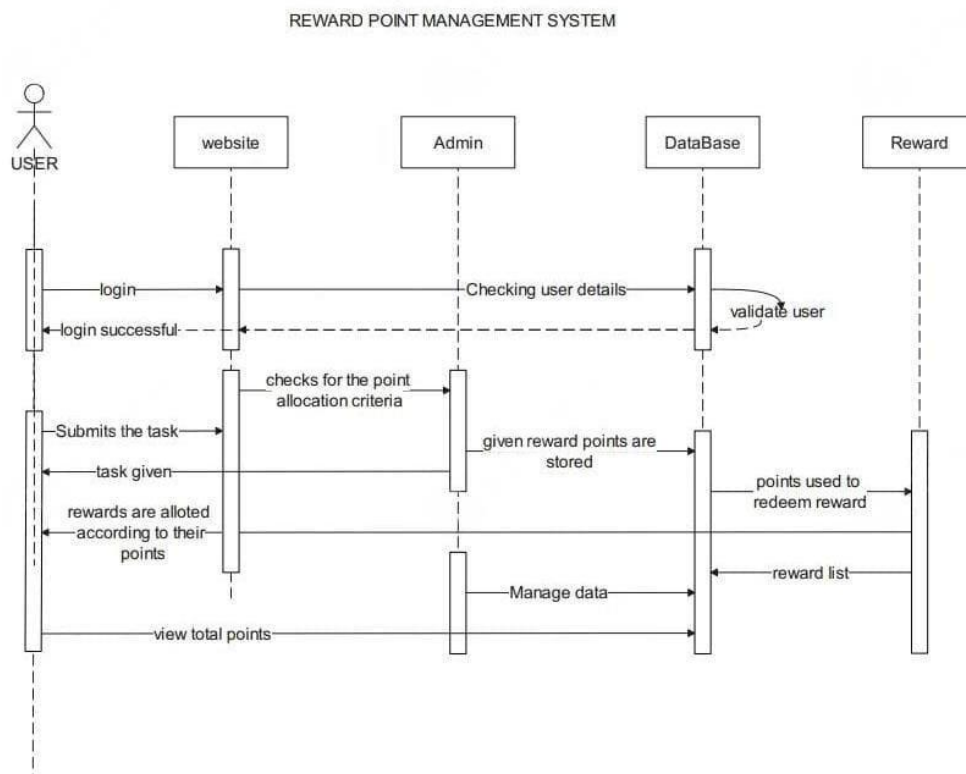 REWARD POINT MANAGEMENT SYSTEM
USER
website
Admin
DataBase
Reward
login
Checking user details
validate user
login successful
checks for the point
allocation criteria
Submits the task
given reward points are
stored
task given
points used to
redeem reward
rewards are alloted
according to their
points
reward list
Manage data
view total points